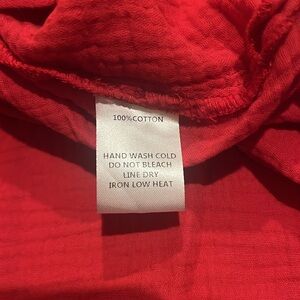 100%COTTON
HAND WASH COLD
DO NOT BLEACH
LINE DRY
IRON LOW HEAT